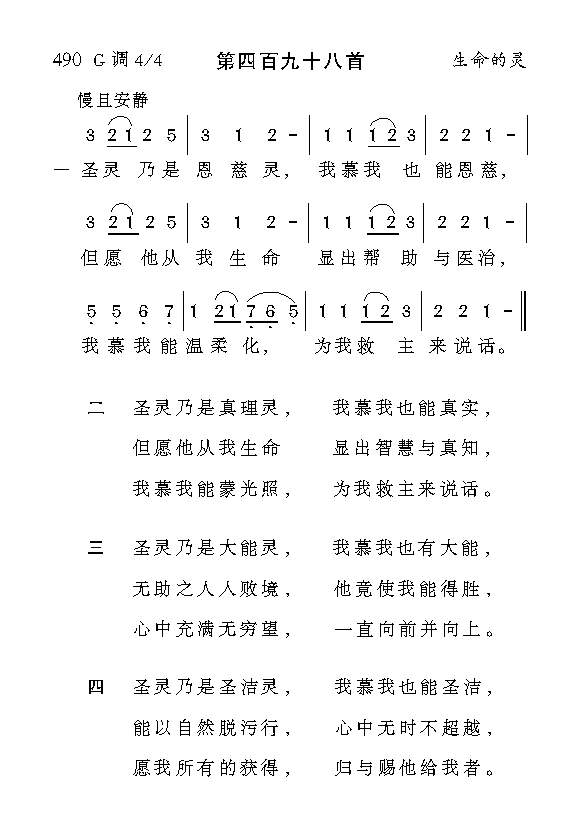 490 G 调 4/4 第四百九十八首 生命的灵
慢且安静
3 2 1 2 5 | 3 1 2 - | 1 1 1 2 3 | 2 2 1 - |
一 圣灵 乃是 恩 慈 灵, 我慕我 也 能恩慈,
3 2 1 2 5 | 3 1 2 - | 1 1 1 2 3 | 2 2 1 - |
但愿 他从 我 生 命 显出帮 助 与医治,
5 5 6 7 | 1 2 1 7 6 5 | 1 1 1 2 3 | 2 2 1 - ‖
我慕我能温柔 化, 为我救 主 来说话。
二 圣灵乃是真理灵, 我慕我也能真实,
但愿他从我生命 显出智慧与真知,
我慕我能蒙光照, 为我救主来说话。
三 圣灵乃是大能灵, 我慕我也有大能,
无助之人人败境, 他竟使我能得胜,
心中充满无穷望, 一直向前并向上。
四 圣灵乃是圣洁灵, 我慕我也能圣洁,
能以自然脱污行, 心中无时不超越,
愿我所有的获得, 归与赐他给我者。